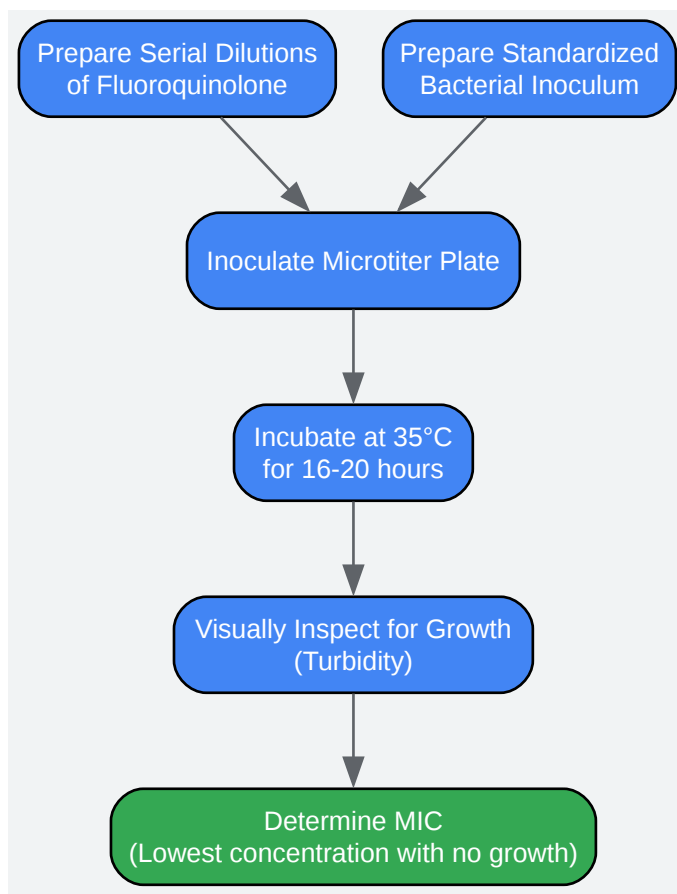 Prepare Serial Dilutions
of Fluoroquinolone
Prepare Standardized
Bacterial Inoculum
Inoculate Microtiter Plate
Incubate at 35°C
for 16-20 hours
Visually Inspect for Growth
(Turbidity)
Determine MIC
(Lowest concentration with no growth)